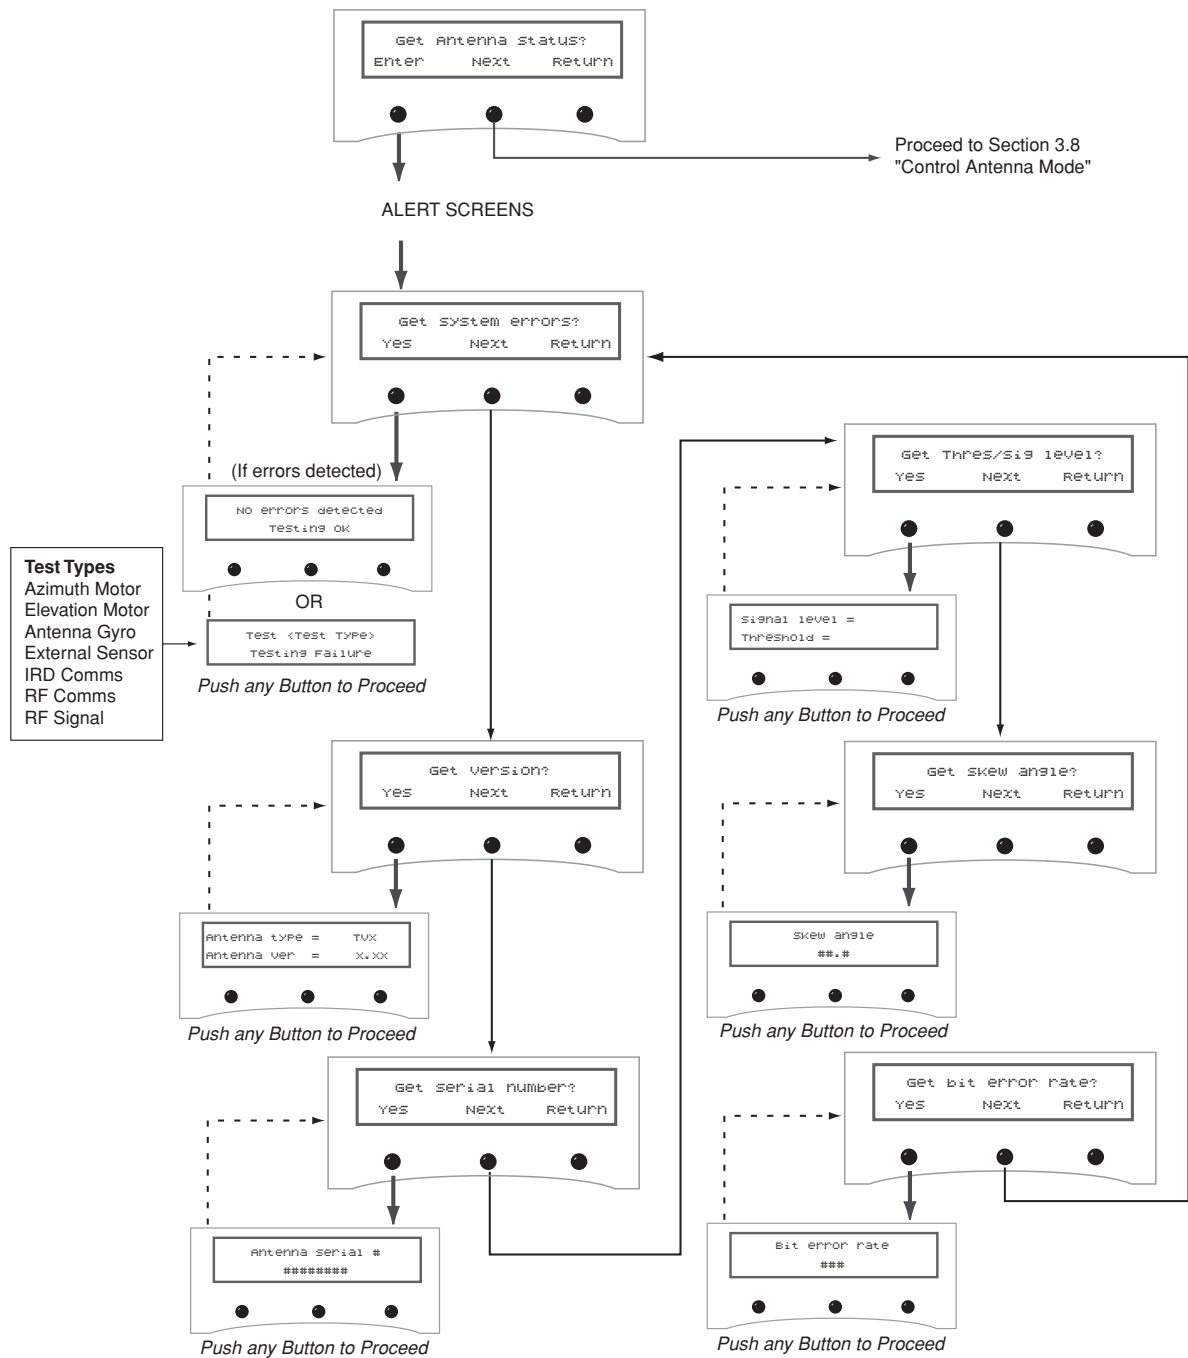 Get Antenna Status?
Enter Next Return
Proceed to Section 3.8
"Control Antenna Mode"
ALERT SCREENS
Get system errors?
Yes Next Return
(If errors detected)
No errors detected
Testing OK
OR
Test Types
Azimuth Motor
Elevation Motor
Antenna Gyro
External Sensor
IRD Comms
RF Comms
RF Signal
Test <Test Type>
Testing Failure
Push any Button to Proceed
Get Version?
Yes Next Return
Antenna type = TVX
Antenna Ver = X.XX
Push any Button to Proceed
Get serial number?
Yes Next Return
Antenna Serial #
########
Push any Button to Proceed
Get Thres/Sig level?
Yes Next Return
Signal level =
Threshold =
Push any Button to Proceed
Get skew angle?
Yes Next Return
Skew angle
##.#
Push any Button to Proceed
Get bit error rate?
Yes Next Return
Bit error rate
###
Push any Button to Proceed